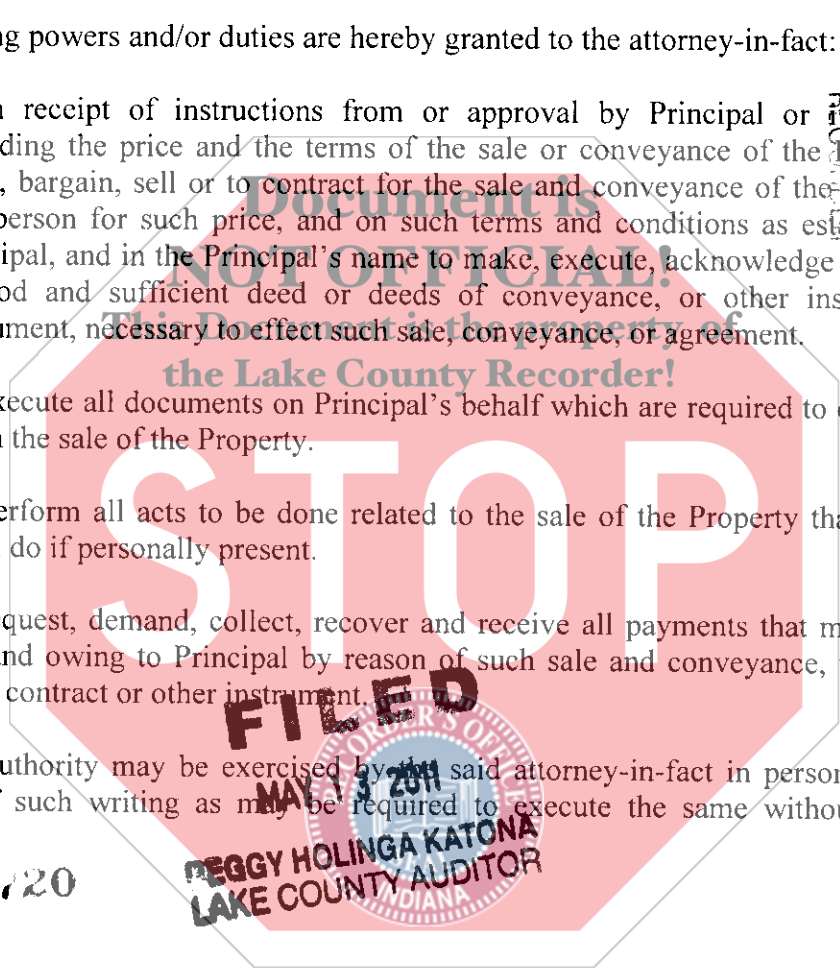 ng powers and/or duties are hereby granted to the attorney-in-fact:
receipt of instructions from or approval by Principal or
ding the price and the terms of the sale or conveyance of the
, bargain, sell or to contract for the sale and conveyance of the
Document is
person for such price, and on such terms and conditions as est
NOT OFFICIAL!
ipal, and in the Principal's name to make, execute, acknowledge
od and sufficient deed or deeds of conveyance, or other ins
This Document is the property of
ument, necessary to effect such sale, conveyance, or agreement.
the Lake County Recorder!
xecute all documents on Principal's behalf which are required to
the sale of the Property.
STOP
erform all acts to be done related to the sale of the Property tha
do if personally present.
quest, demand, collect, recover and receive all payments that m
nd owing to Principal by reason of such sale and conveyance,
contract or other instrument.
FILED
RECORDER'S OFFICE
uthority may be exercised by the said attorney-in-fact in person
MAY 13 2011
such writing as may be required to execute the same withou
PEGGY HOLINGA KATONA
LAKE COUNTY AUDITOR
SEAL
INDIANA
/20